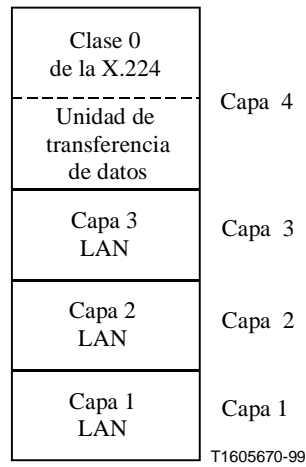 Clase 0
de la X.224
Capa 4
Unidad de
transferencia
de datos
Capa 3
LAN
Capa 3
Capa 2
LAN
Capa 2
Capa 1
LAN
Capa 1
T1605670-99